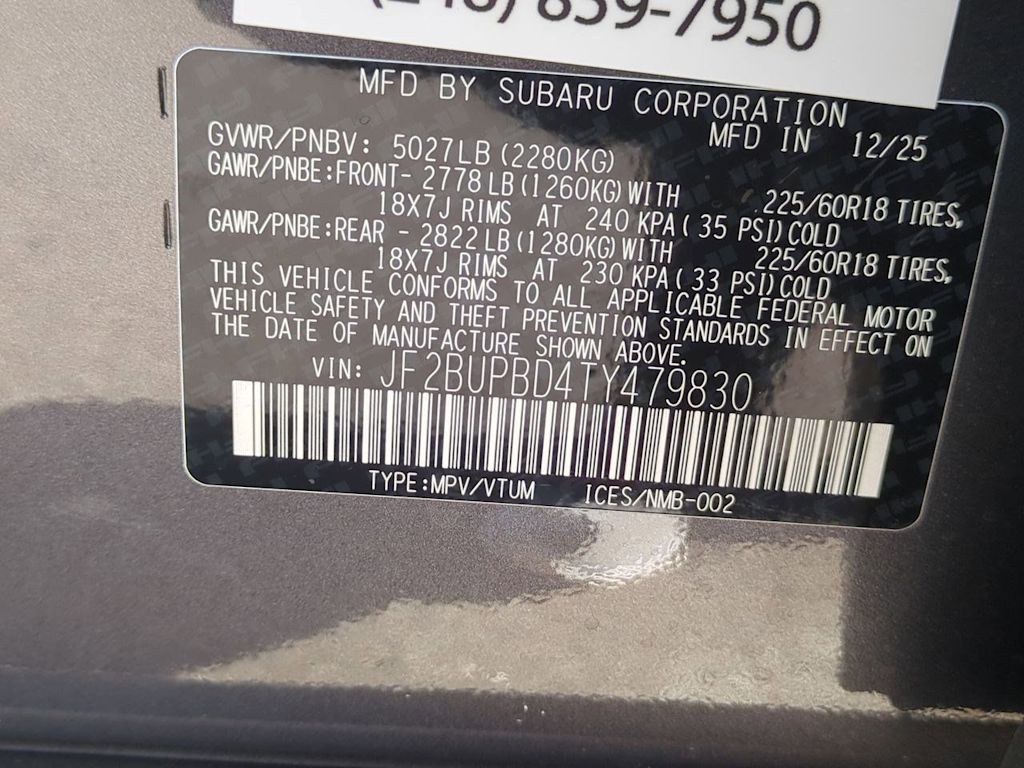 859-7950
MFD BY SUBARU CORPORATION
GVWR/PNBV: 5027LB (2280KG) MFD IN 12/25
GAWR/PNBE:FRONT- 2778 LB (1260KG) WITH 225/60R18 TIRES,
18X7J RIMS AT 240 KPA ( 35 PSI) COLD
GAWR/PNBE:REAR - 2822 LB (1280KG) WITH 225/60R18 TIRES,
18X7J RIMS AT 230 KPA ( 33 PSI) COLD
THIS VEHICLE CONFORMS TO ALL APPLICABLE FEDERAL MOTOR
VEHICLE SAFETY AND THEFT PREVENTION STANDARDS IN EFFECT ON
THE DATE OF MANUFACTURE SHOWN ABOVE.
VIN: JF2BUPBD4TY479830
TYPE:MPV/VTUM ICES/NMB-002